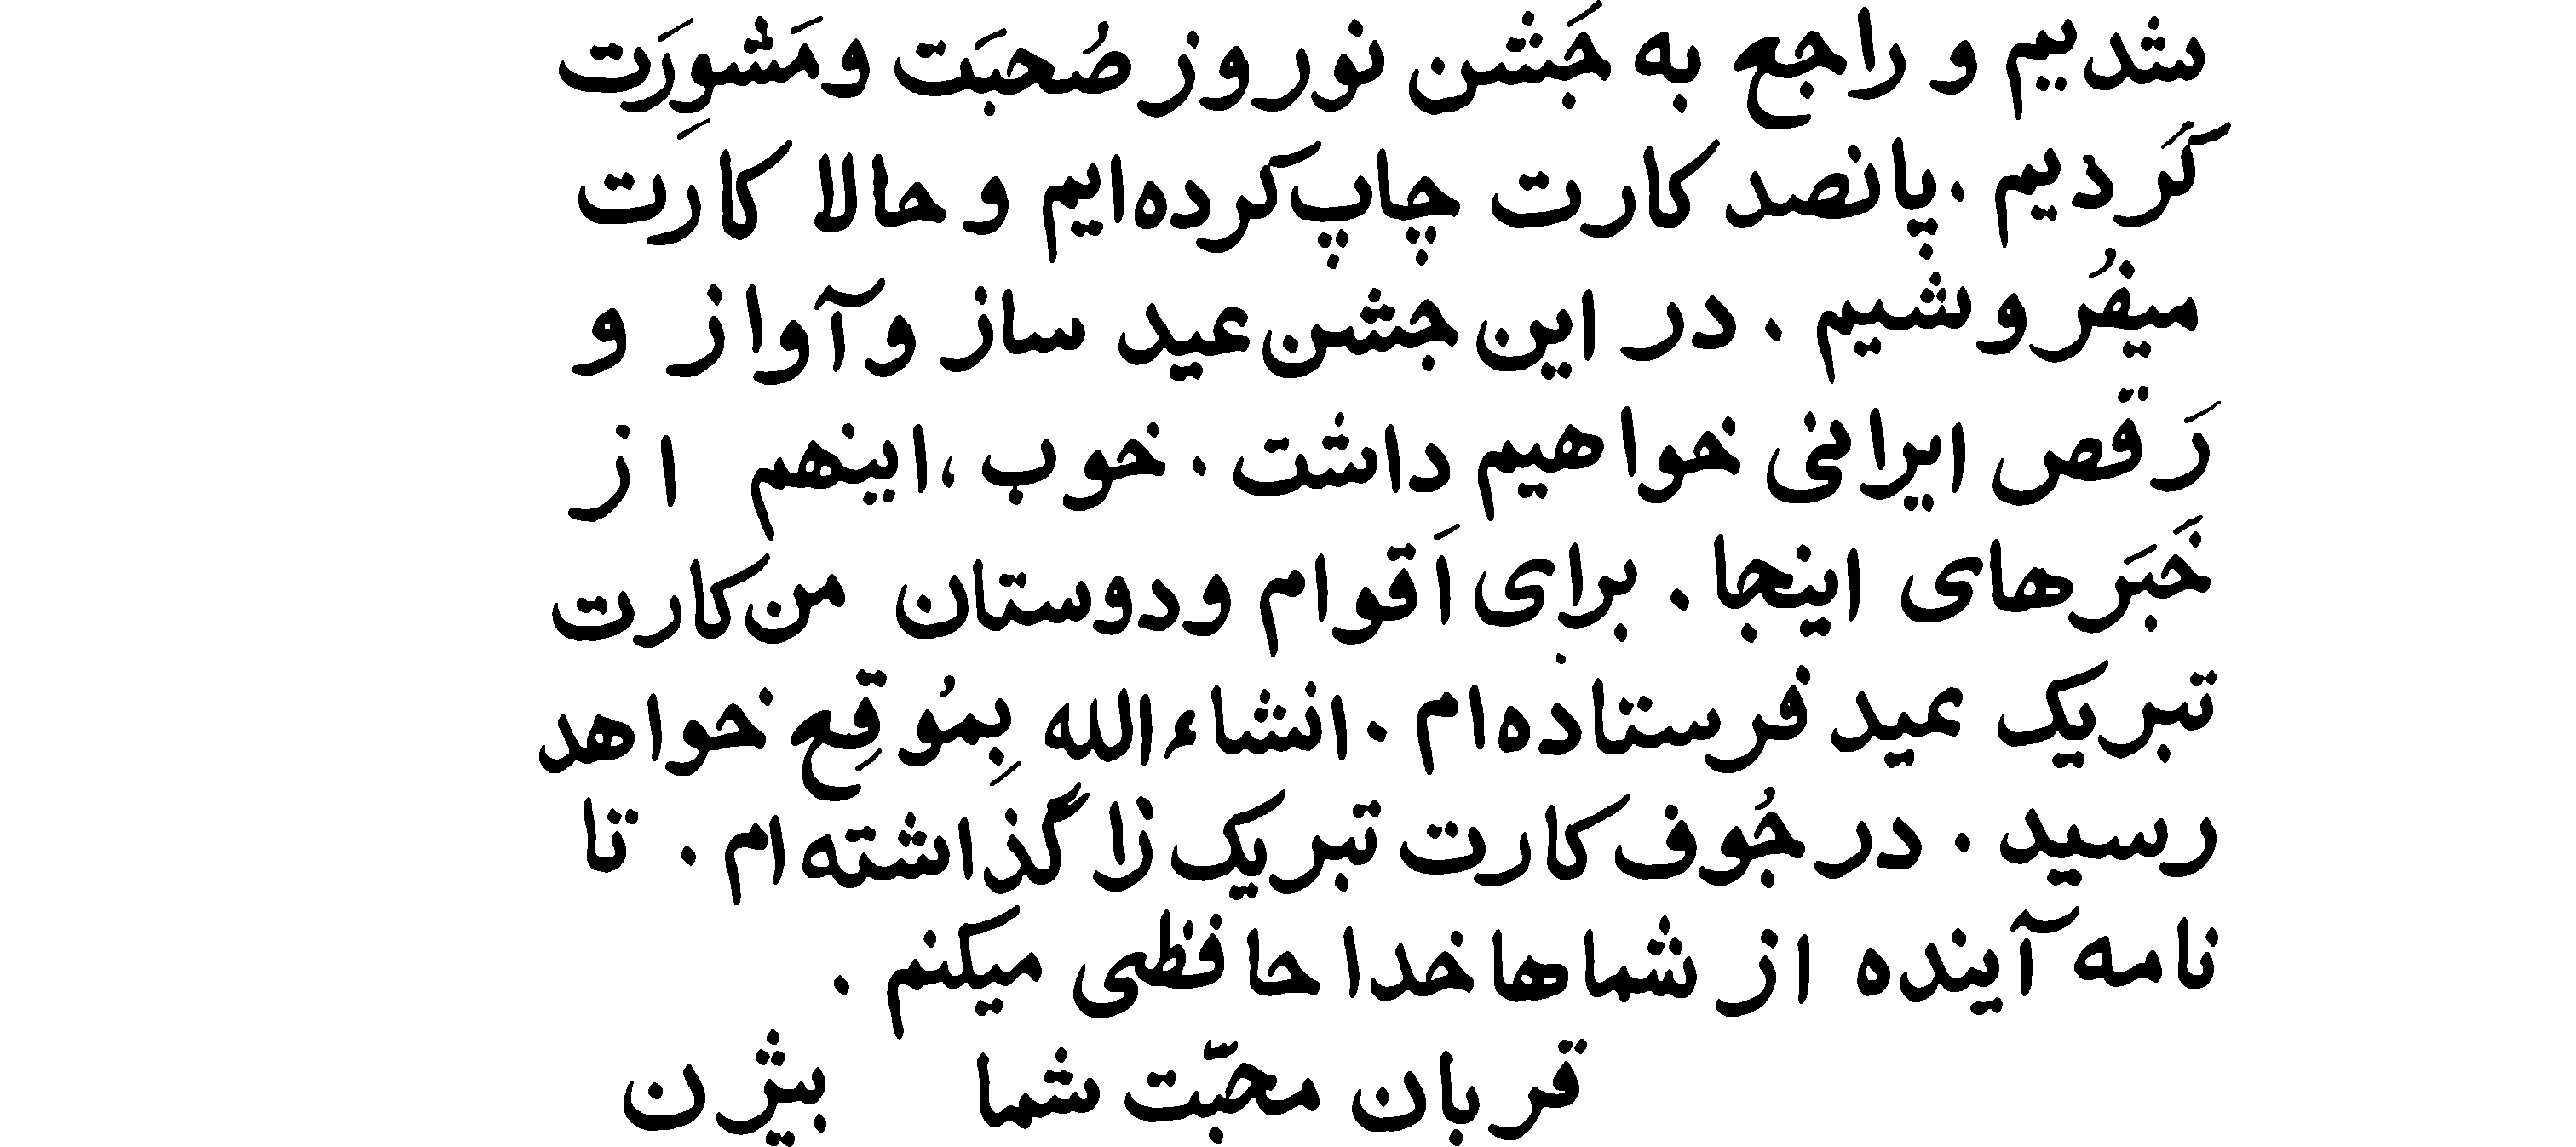 شدیم و راجع به جَشن نوروز صُحبَت ومَشوِرَت
کَردیم .پانصد کارت چاپ‌کرده‌ایم و حالا کارت
میفُروشیم . در این جشن‌عید ساز وآواز و
رَقص ایرانی خواهیم داشت . خوب ،اینهم از
خَبَرهای اینجا . برای اَقوام ودوستان من‌کارت
تبریک عید فرستاده‌ام . انشاءالله بِمُوقِع خواهد
رسید . در جُوف کارت تبریک را گذاشته‌ام . تا
نامه آینده از شماها خدا حافظی میکنم .
قربان محبّت شما بیژن